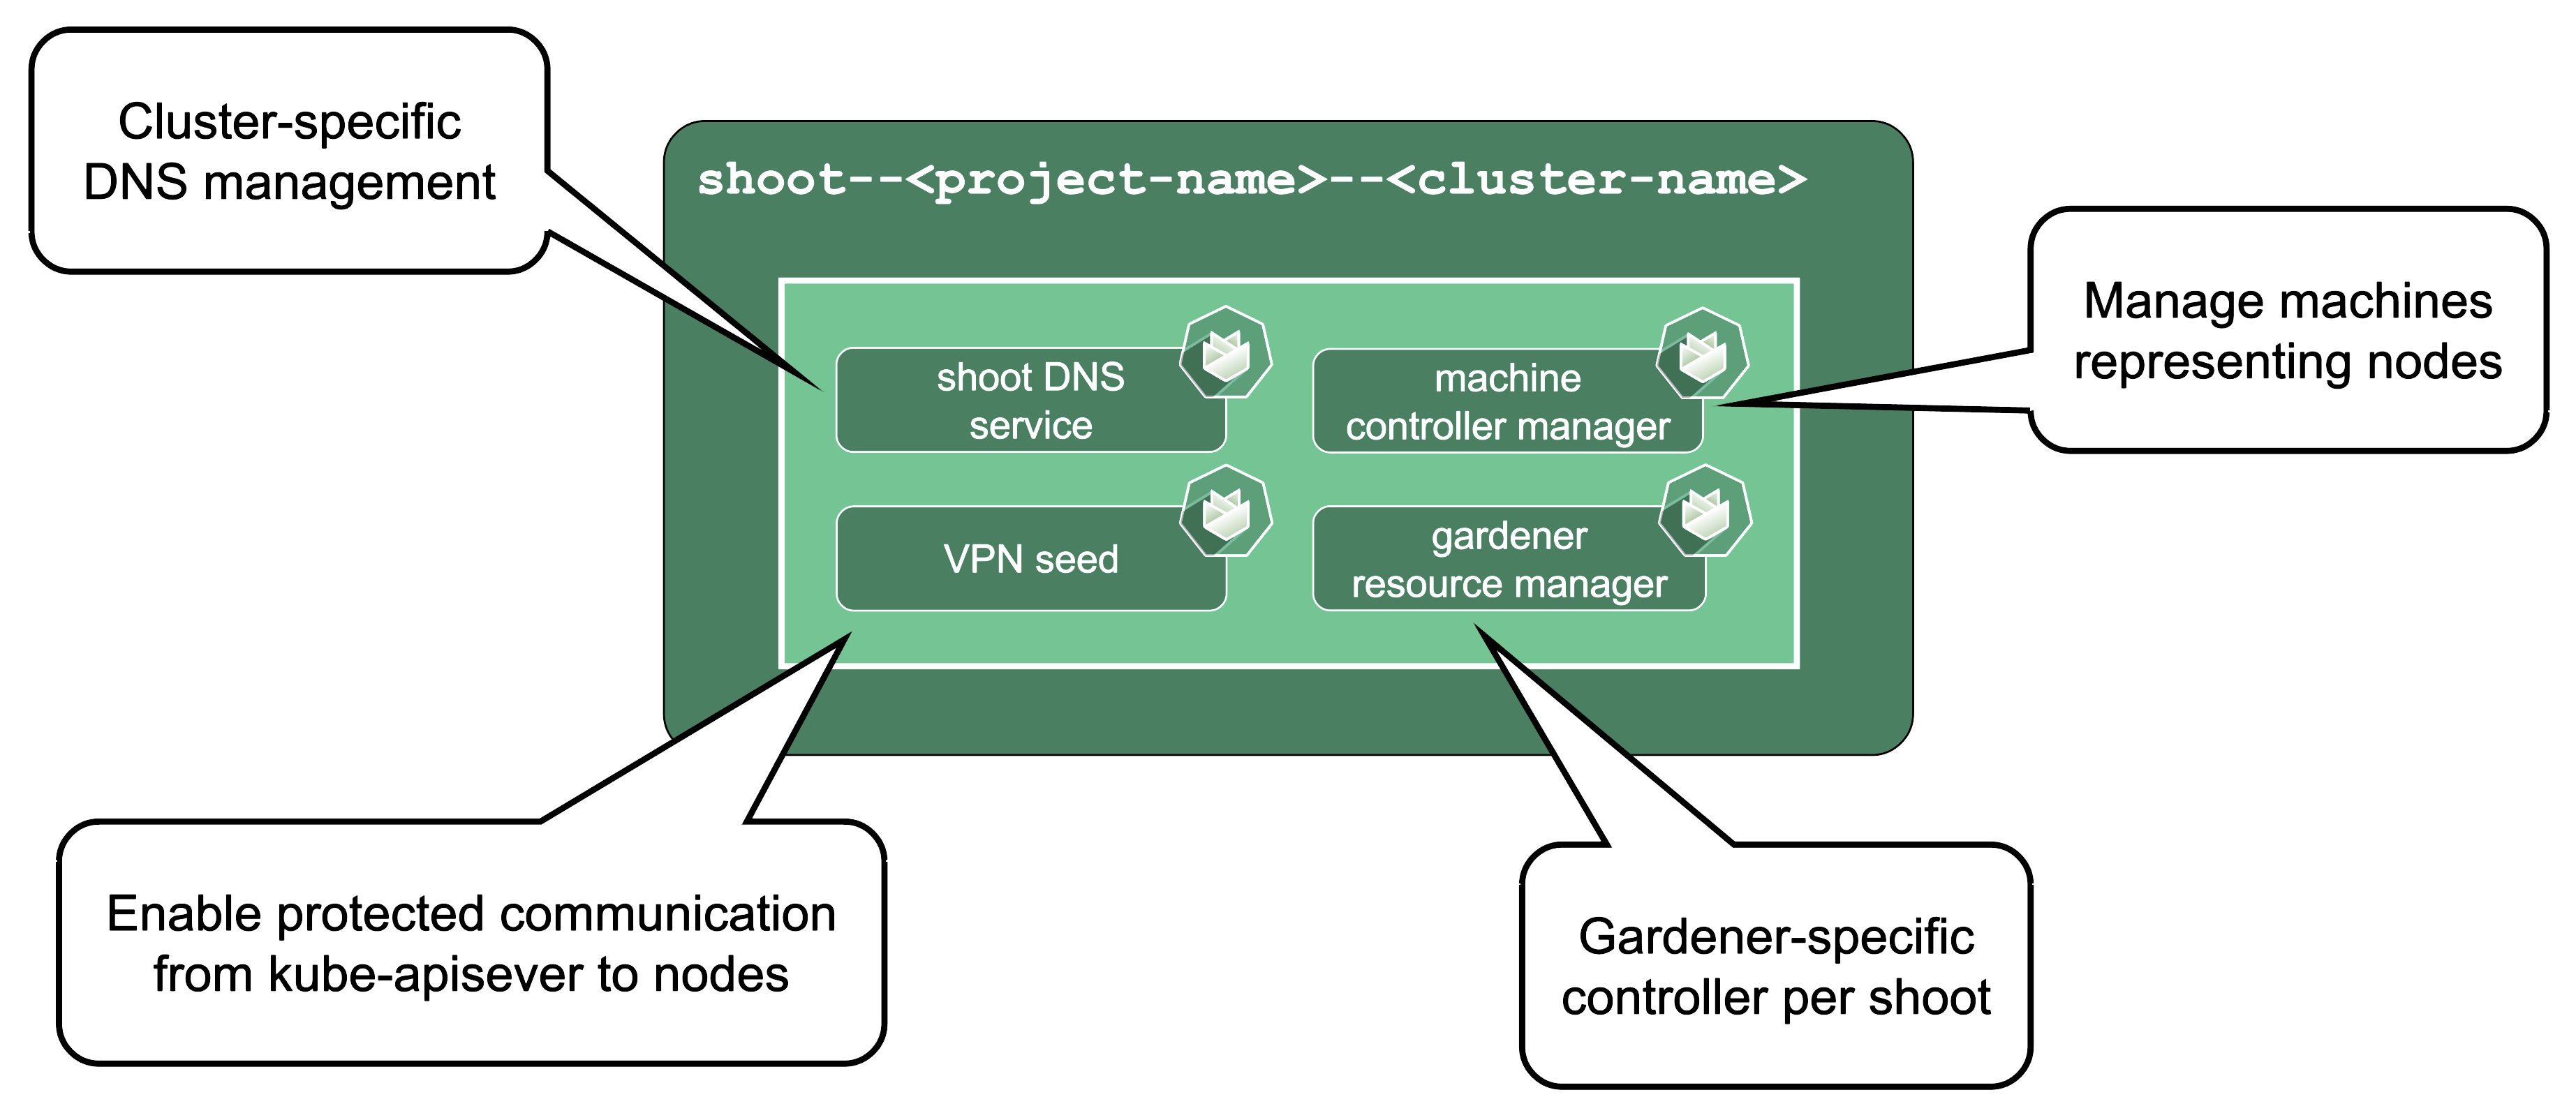 Cluster-specific
DNS management
shoot--<project-name>--<cluster-name>
Manage machines
representing nodes
shoot DNS
service
machine
controller manager
VPN seed
gardener
resource manager
Enable protected communication
from kube-apisever to nodes
Gardener-specific
controller per shoot